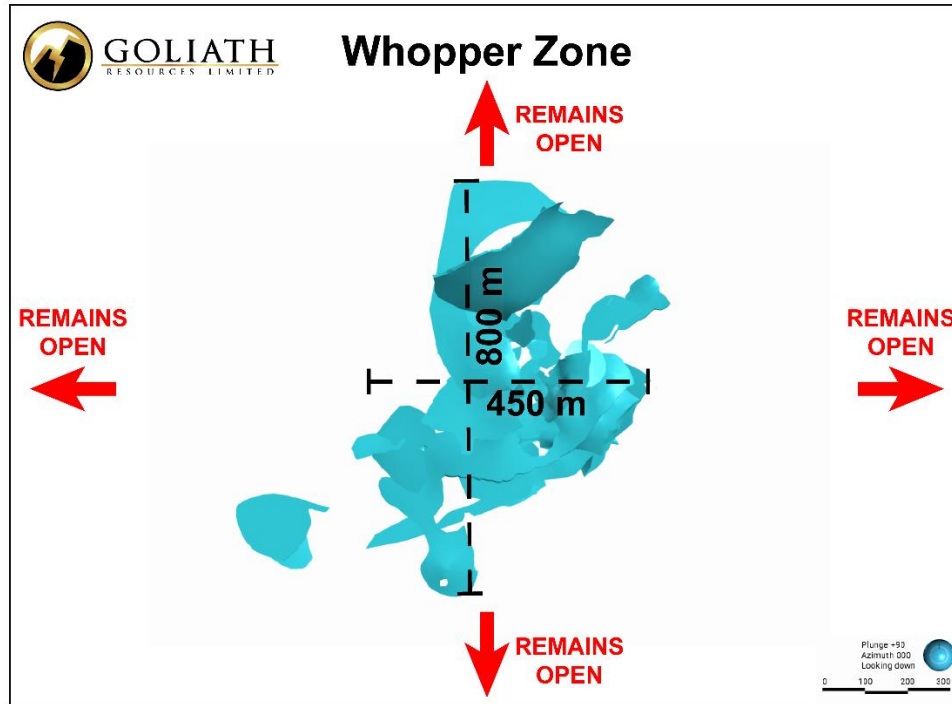 GOLIATH
RESOURCES LIMITED
Whopper Zone
REMAINS
OPEN
REMAINS
OPEN
REMAINS
OPEN
800 m
450 m
REMAINS
OPEN
Plunge +90
Azimuth 000
Looking down
0 100 200 300